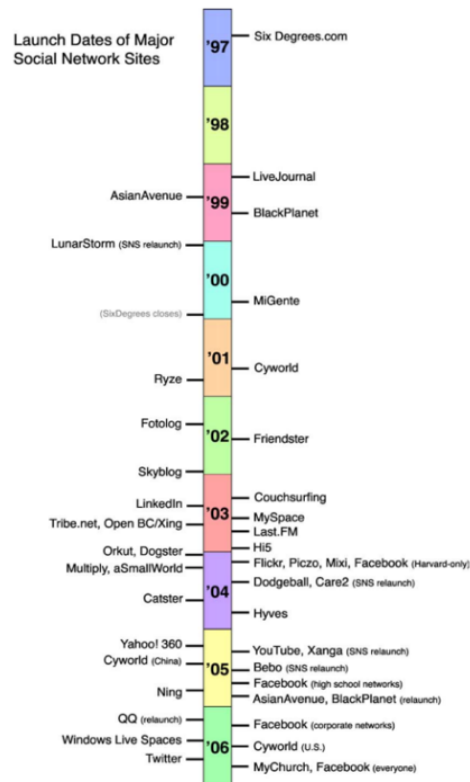 Launch Dates of Major
Social Network Sites
'97
Six Degrees.com
'98
'99
LiveJournal
AsianAvenue
BlackPlanet
LunarStorm (SNS relaunch)
'00
MiGente
(SixDegrees closes)
'01
Cyworld
Ryze
'02
Fotolog
Friendster
Skyblog
'03
Couchsurfing
LinkedIn
MySpace
Tribe.net, Open BC/Xing
Last.FM
Hi5
Orkut, Dogster
Flickr, Piczo, Mixi, Facebook (Harvard-only)
Multiply, aSmallWorld
'04
Dodgeball, Care2 (SNS relaunch)
Catster
Hyves
Yahoo! 360
YouTube, Xanga (SNS relaunch)
Cyworld (China)
'05
Bebo (SNS relaunch)
Facebook (high school networks)
Ning
AsianAvenue, BlackPlanet (relaunch)
QQ (relaunch)
Facebook (corporate networks)
Windows Live Spaces
'06
Cyworld (U.S.)
Twitter
MyChurch, Facebook (everyone)